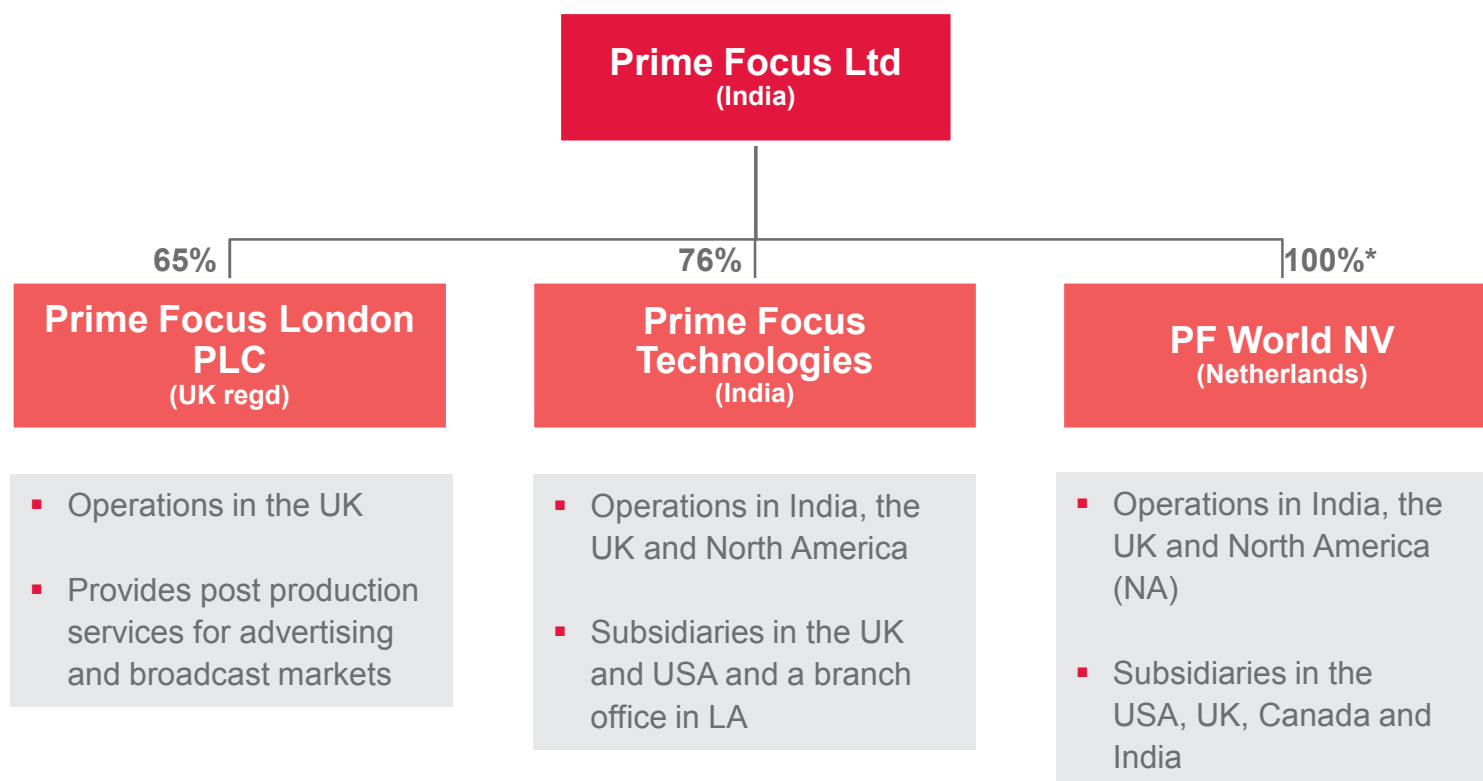 Prime Focus Ltd
(India)
65%
76%
100%*
Prime Focus London
PLC
(UK regd)
Prime Focus
Technologies
(India)
PF World NV
(Netherlands)
▪ Operations in the UK
▪ Provides post production
services for advertising
and broadcast markets
▪ Operations in India, the
UK and North America
▪ Subsidiaries in the UK
and USA and a branch
office in LA
▪ Operations in India, the
UK and North America
(NA)
▪ Subsidiaries in the
USA, UK, Canada and
India